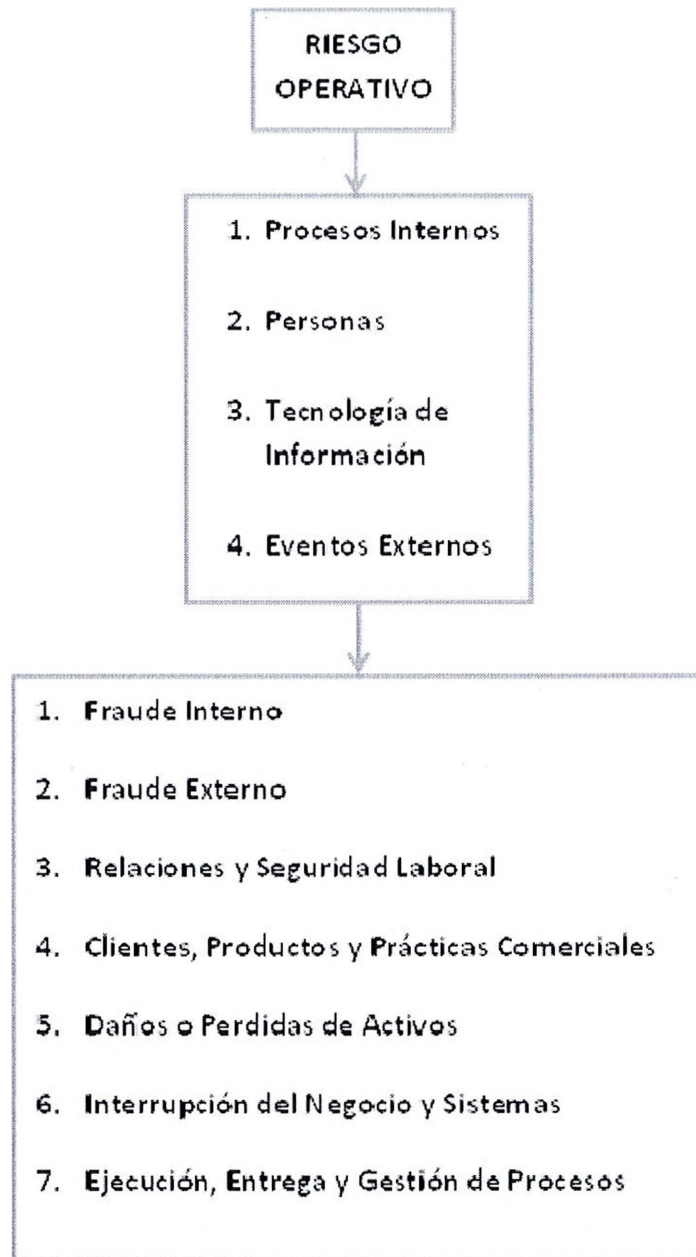 RIESGO
OPERATIVO
1. Procesos Internos
2. Personas
3. Tecnología de
Información
4. Eventos Externos
1. Fraude Interno
2. Fraude Externo
3. Relaciones y Seguridad Laboral
4. Clientes, Productos y Prácticas Comerciales
5. Daños o Perdidas de Activos
6. Interrupción del Negocio y Sistemas
7. Ejecución, Entrega y Gestión de Procesos